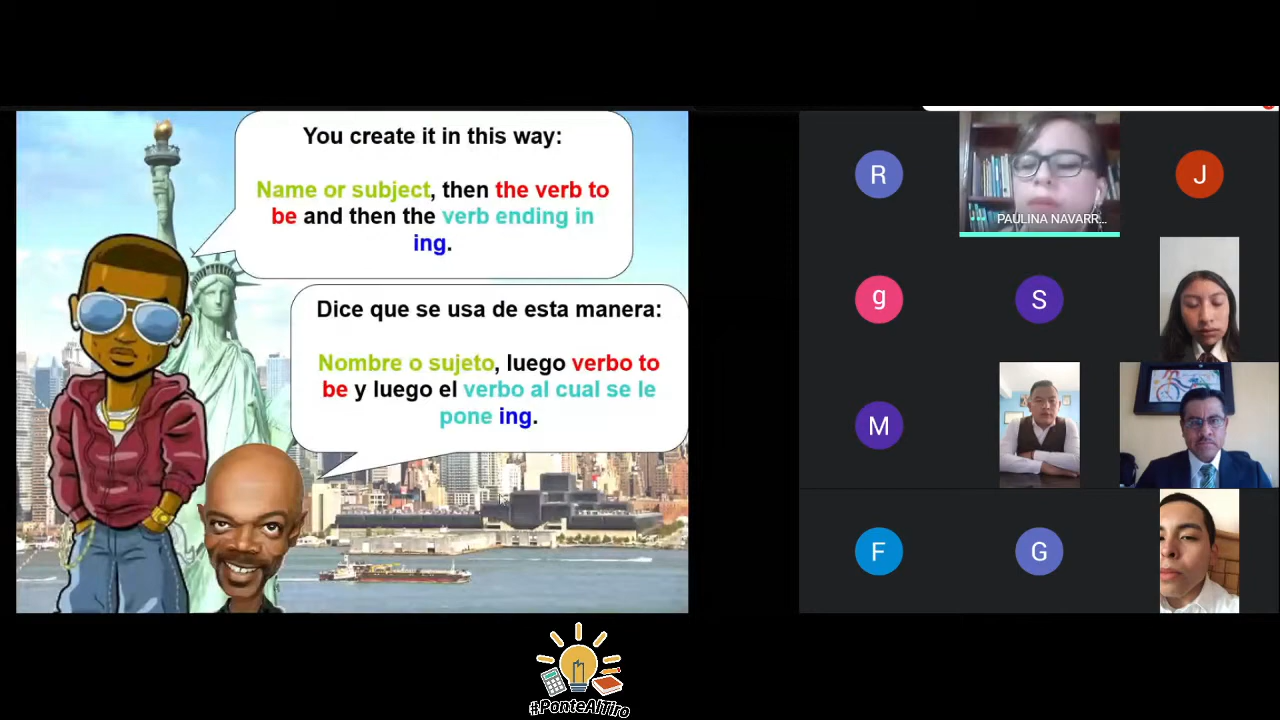 You create it in this way:
Name or subject, then the verb to
be and then the verb ending in
ing.
Dice que se usa de esta manera:
Nombre o sujeto, luego verbo to
be y luego el verbo al cual se le
pone ing.
R
PAULINA NAVARR...
J
g
S
M
F
G
#PonteAlTiro